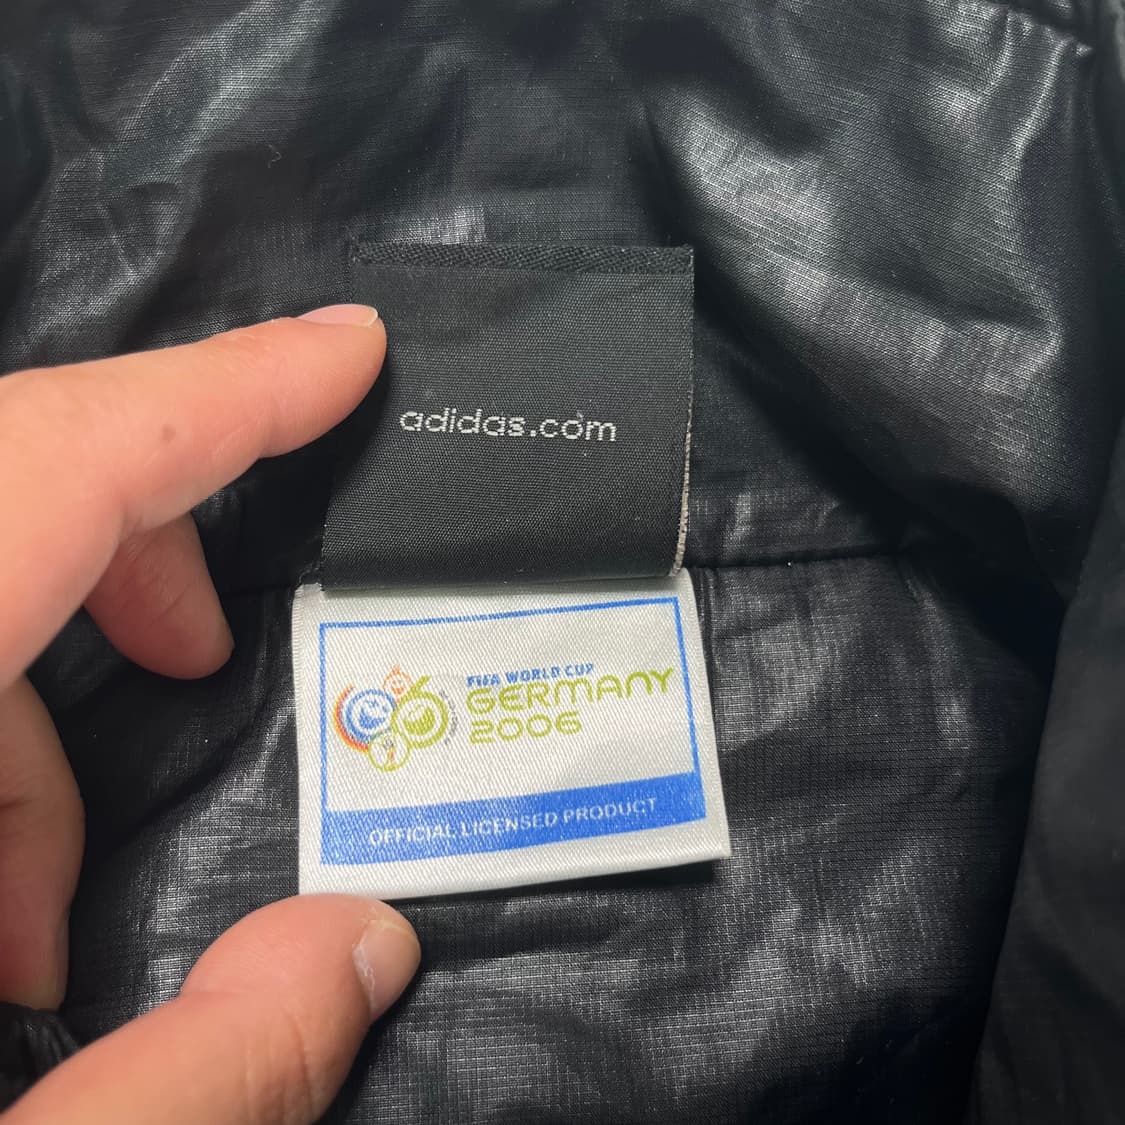 adidas.com
FIFA WORLD CUP
GERMANY
2006
OFFICIAL LICENSED PRODUCT